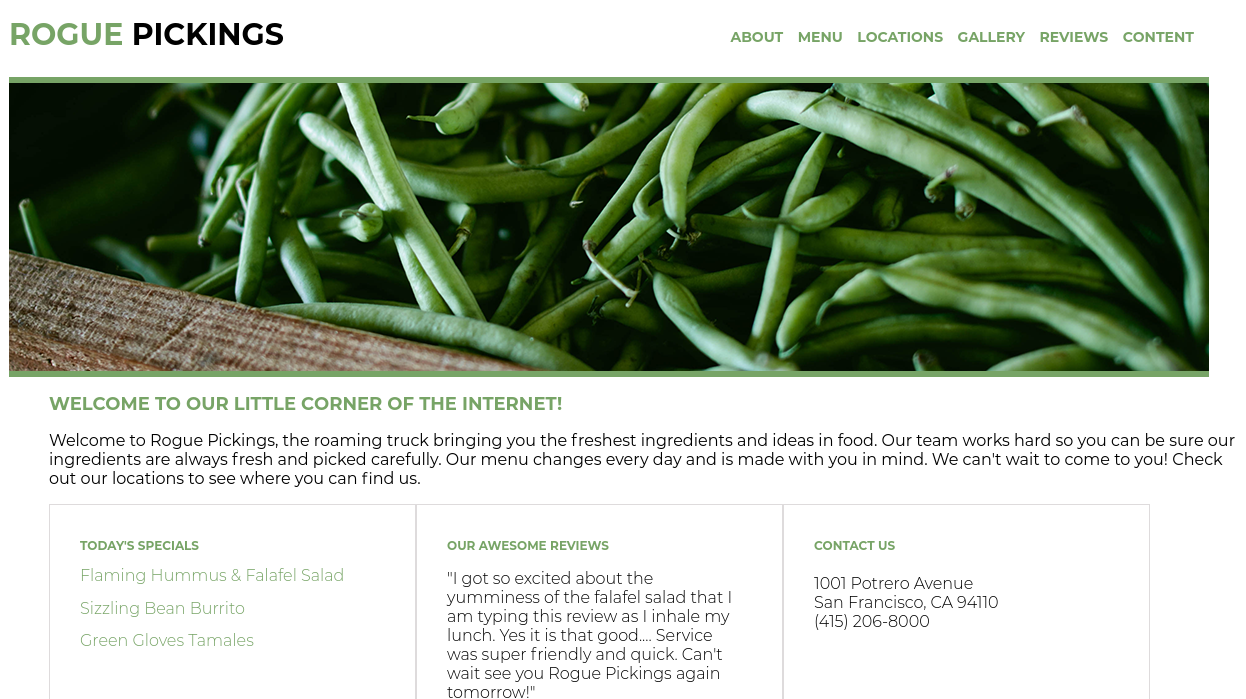 ROGUE PICKINGS
ABOUT MENU LOCATIONS GALLERY REVIEWS CONTENT
WELCOME TO OUR LITTLE CORNER OF THE INTERNET!
Welcome to Rogue Pickings, the roaming truck bringing you the freshest ingredients and ideas in food. Our team works hard so you can be sure our
ingredients are always fresh and picked carefully. Our menu changes every day and is made with you in mind. We can't wait to come to you! Check
out our locations to see where you can find us.
TODAY'S SPECIALS
Flaming Hummus & Falafel Salad
Sizzling Bean Burrito
Green Gloves Tamales
OUR AWESOME REVIEWS
"I got so excited about the
yumminess of the falafel salad that I
am typing this review as I inhale my
lunch. Yes it is that good.... Service
was super friendly and quick. Can't
wait see you Rogue Pickings again
tomorrow!"
CONTACT US
1001 Potrero Avenue
San Francisco, CA 94110
(415) 206-8000